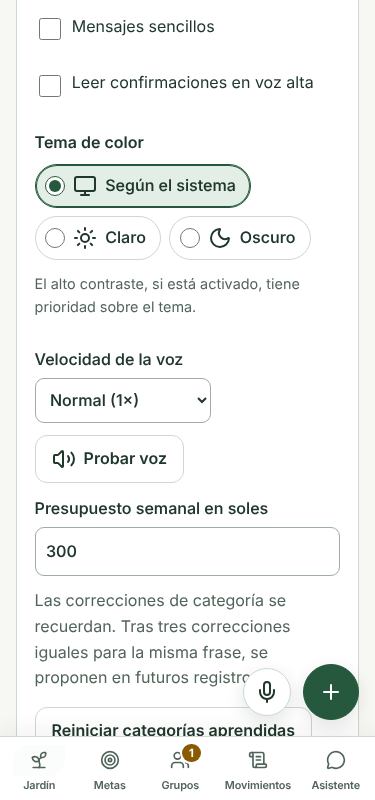 Mensajes sencillos
Leer confirmaciones en voz alta
Tema de color
Según el sistema
Claro
Oscuro
El alto contraste, si está activado, tiene
prioridad sobre el tema.
Velocidad de la voz
Normal (1×)
Probar voz
Presupuesto semanal en soles
300
Las correcciones de categoría se
recuerdan. Tras tres correcciones
iguales para la misma frase, se
proponen en futuros
Reiniciar categorías aprendidas
1
Jardín
Metas
Grupos
Movimientos
Asistente